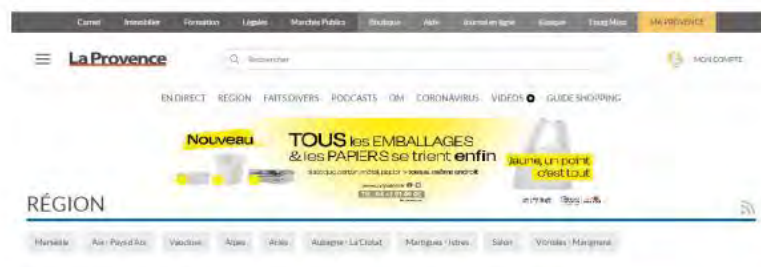 Carnet Immobilier Formation Légales Marchés Publics Boutique Aide Journal en ligne Kiosque MA PROVENCE
La Provence Rechercher MON COMPTE
EN DIRECT RÉGION FAITS DIVERS PODCASTS OM CORONAVIRUS VIDÉOS GUIDE SHOPPING
Nouveau
TOUS les EMBALLAGES
& les PAPIERS se trient enfin
Jaune, un point
c'est tout
RÉGION
Marseille Aix - Pays d'Aix Vaucluse Alpes Arles Aubagne - La Ciotat Martigues - Istres Salon Vitrolles - Marignane